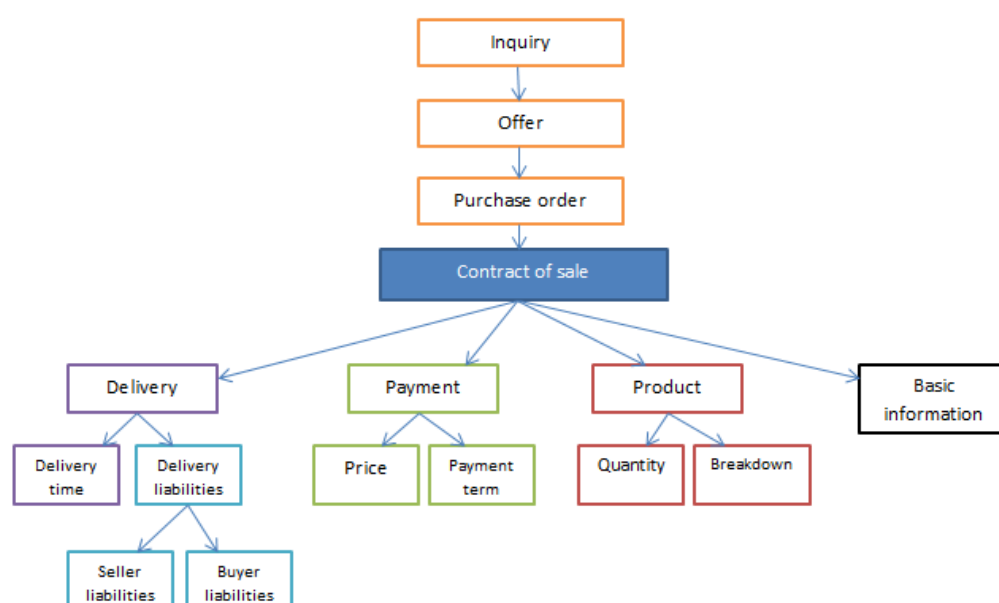 Inquiry
Offer
Purchase order
Contract of sale
Delivery
Payment
Product
Basic
information
Delivery
time
Delivery
liabilities
Price
Payment
term
Quantity
Breakdown
Seller
liabilities
Buyer
liabilities